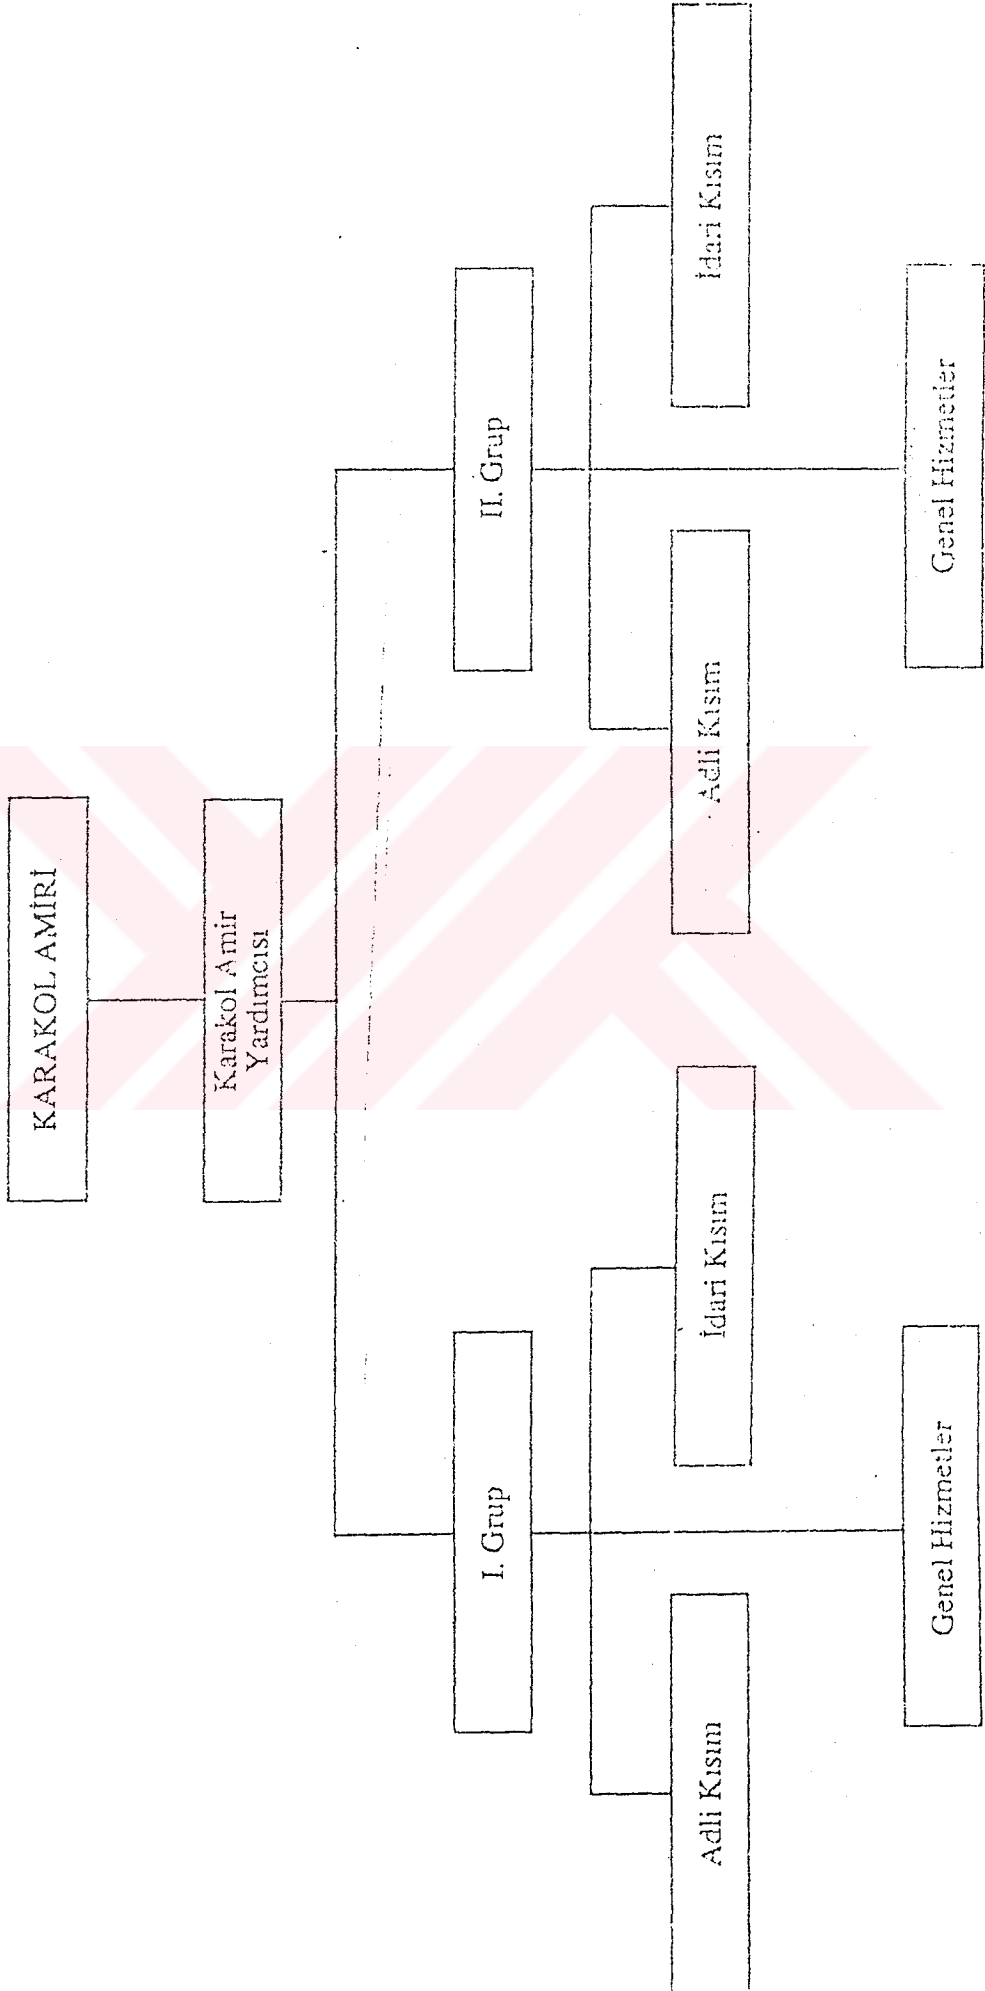 KARAKOL AMİRİ
Karakol Amir
Yardımcısı
I. Grup
II. Grup
Adli Kısım
İdari Kısım
Adli Kısım
İdari Kısım
Genel Hizmetler
Genel Hizmetler